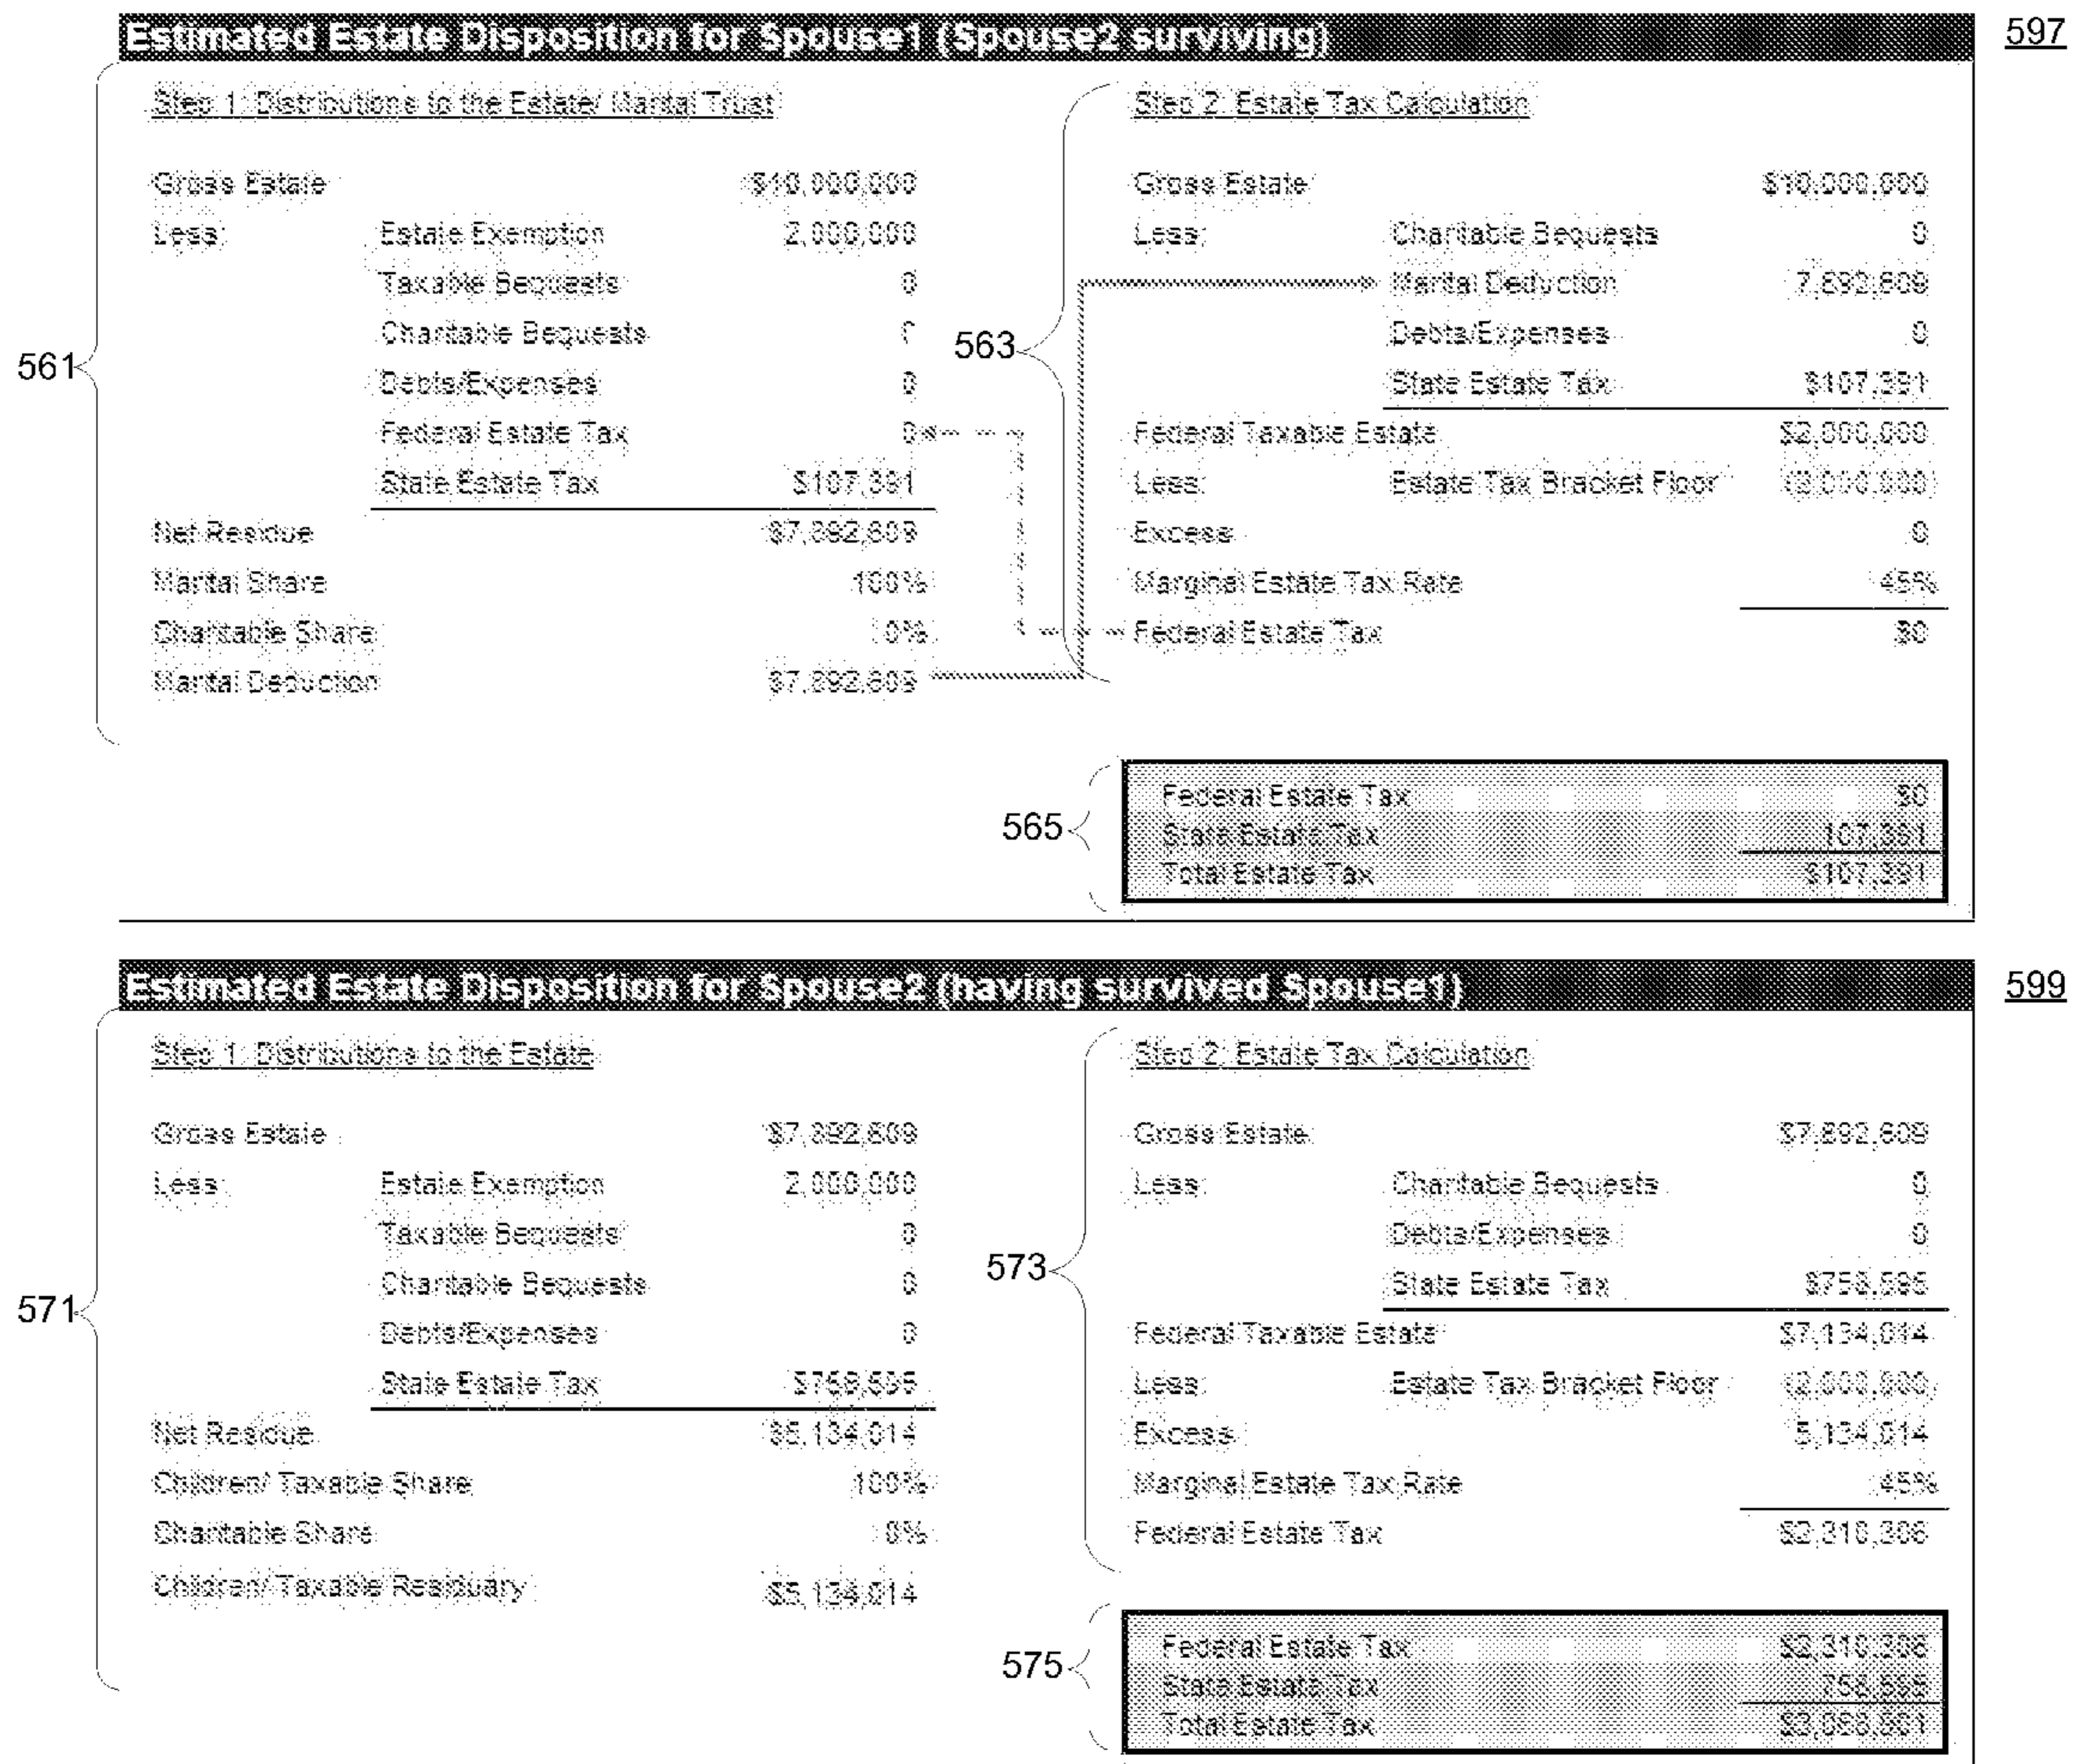 Estimated Estate Disposition for Spouse1 (Spouse2 surviving)
597
561
Step 1: Distributions to the Estate/ Marital Trust
Gross Estate $10,000,000
Less: Estate Exemption 2,000,000
Taxable Bequests 0
Charitable Bequests 0
Debts/Expenses 0
Federal Estate Tax 0
State Estate Tax $107,391
Net Residue $7,892,609
Marital Share 100%
Charitable Share 0%
Marital Deduction $7,892,609
563
Step 2: Estate Tax Calculation
Gross Estate $10,000,000
Less: Charitable Bequests 0
Marital Deduction 7,892,609
Debts/Expenses 0
State Estate Tax $107,391
Federal Taxable Estate $2,000,000
Less: Estate Tax Bracket Floor (2,000,000)
Excess 0
Marginal Estate Tax Rate 45%
Federal Estate Tax $0
565
Federal Estate Tax $0
State Estate Tax 107,391
Total Estate Tax $107,391
Estimated Estate Disposition for Spouse2 (having survived Spouse1)
599
571
Step 1: Distributions to the Estate
Gross Estate $7,892,609
Less: Estate Exemption 2,000,000
Taxable Bequests 0
Charitable Bequests 0
Debts/Expenses 0
State Estate Tax $758,595
Net Residue $5,134,014
Children/ Taxable Share 100%
Charitable Share 0%
Children/ Taxable Residuary $5,134,014
573
Step 2: Estate Tax Calculation
Gross Estate $7,892,609
Less: Charitable Bequests 0
Debts/Expenses 0
State Estate Tax $758,595
Federal Taxable Estate $7,134,014
Less: Estate Tax Bracket Floor (2,000,000)
Excess 5,134,014
Marginal Estate Tax Rate 45%
Federal Estate Tax $2,310,306
575
Federal Estate Tax $2,310,306
State Estate Tax 758,595
Total Estate Tax